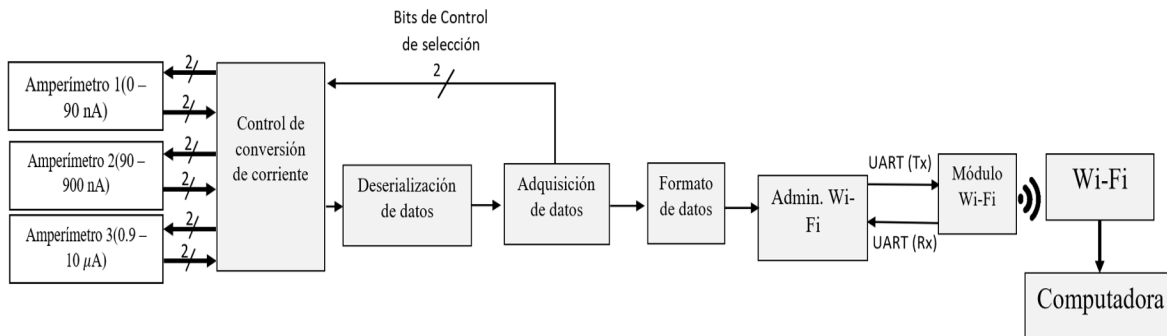 Bits de Control
de selección
2
2
2
Amperímetro 1(0 –
90 nA)
2
2
Amperímetro 2(90 –
900 nA)
2
2
Amperímetro 3(0.9 –
10 µA)
Control de
conversión
de corriente
Deserialización
de datos
Adquisición
de datos
Formato
de datos
Admin. Wi-
Fi
UART (Tx)
UART (Rx)
Módulo
Wi-Fi
Wi-Fi
Computadora